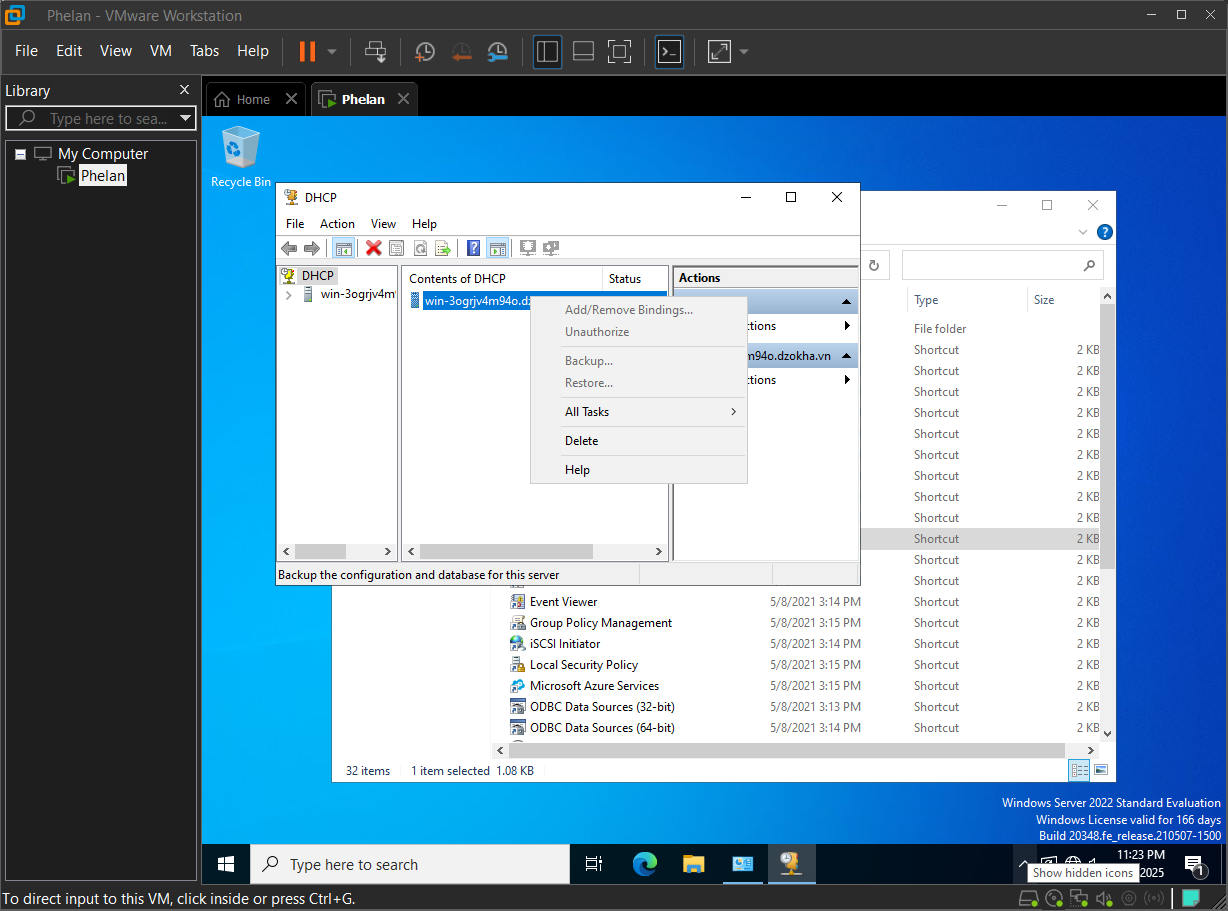 Phelan - VMware Workstation
File Edit View VM Tabs Help
Library
Type here to sea...
My Computer
Phelan
Home
Phelan
Recycle Bin
DHCP
File Action View Help
DHCP
win-3ogrjv4m9
Contents of DHCP Status
win-3ogrjv4m94o.dz
Actions
ctions
m94o.dzokha.vn
ctions
Add/Remove Bindings...
Unauthorize
Backup...
Restore...
All Tasks
Delete
Help
Backup the configuration and database for this server
Type Size
File folder
Shortcut 2 KB
Shortcut 2 KB
Shortcut 2 KB
Shortcut 2 KB
Shortcut 2 KB
Shortcut 2 KB
Shortcut 2 KB
Shortcut 2 KB
Shortcut 2 KB
Shortcut 2 KB
Shortcut 2 KB
Shortcut 2 KB
Event Viewer 5/8/2021 3:14 PM Shortcut 2 KB
Group Policy Management 5/8/2021 3:15 PM Shortcut 2 KB
iSCSI Initiator 5/8/2021 3:14 PM Shortcut 2 KB
Local Security Policy 5/8/2021 3:15 PM Shortcut 2 KB
Microsoft Azure Services 5/8/2021 3:15 PM Shortcut 2 KB
ODBC Data Sources (32-bit) 5/8/2021 3:13 PM Shortcut 2 KB
ODBC Data Sources (64-bit) 5/8/2021 3:14 PM Shortcut 2 KB
32 items 1 item selected 1.08 KB
Windows Server 2022 Standard Evaluation
Windows License valid for 166 days
Build 20348.fe_release.210507-1500
Type here to search
11:23 PM
2025
1
Show hidden icons
To direct input to this VM, click inside or press Ctrl+G.